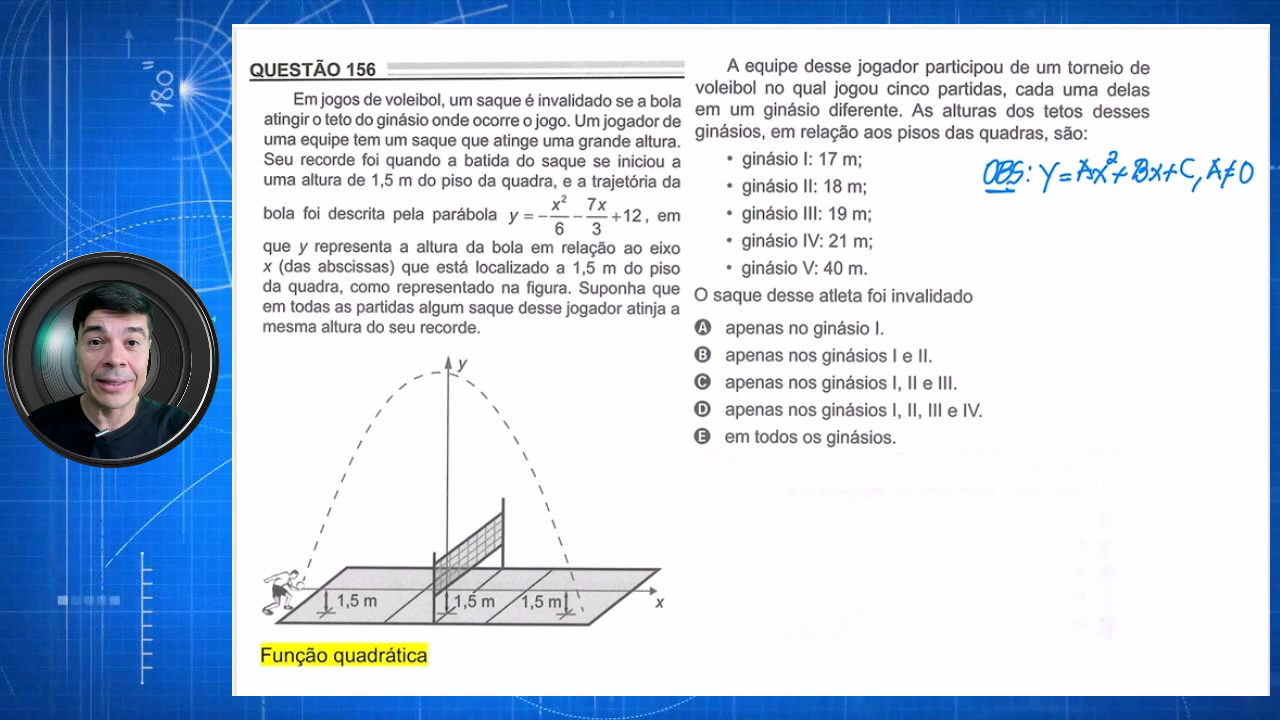 180"
QUESTÃO 156
Em jogos de voleibol, um saque é invalidado se a bola
atingir o teto do ginásio onde ocorre o jogo. Um jogador de
uma equipe tem um saque que atinge uma grande altura.
Seu recorde foi quando a batida do saque se iniciou a
uma altura de 1,5 m do piso da quadra, e a trajetória da
bola foi descrita pela parábola y = -x²/6 - 7x/3 + 12, em
que y representa a altura da bola em relação ao eixo
x (das abscissas) que está localizado a 1,5 m do piso
da quadra, como representado na figura. Suponha que
em todas as partidas algum saque desse jogador atinja a
mesma altura do seu recorde.
y
1,5 m 1,5 m 1,5 m x
Função quadrática
A equipe desse jogador participou de um torneio de
voleibol no qual jogou cinco partidas, cada uma delas
em um ginásio diferente. As alturas dos tetos desses
ginásios, em relação aos pisos das quadras, são:
• ginásio I: 17 m;
• ginásio II: 18 m;
• ginásio III: 19 m;
• ginásio IV: 21 m;
• ginásio V: 40 m.
OBS: Y = Ax² + Bx + C, A ≠ 0
O saque desse atleta foi invalidado
A apenas no ginásio I.
B apenas nos ginásios I e II.
C apenas nos ginásios I, II e III.
D apenas nos ginásios I, II, III e IV.
E em todos os ginásios.